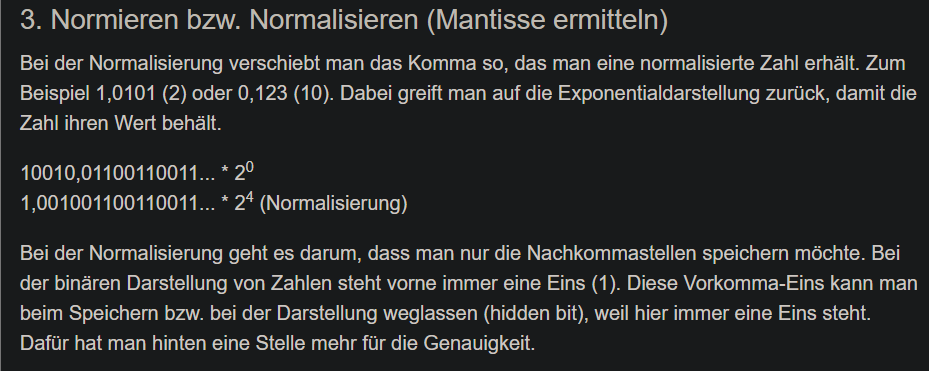 3. Normieren bzw. Normalisieren (Mantisse ermitteln)
Bei der Normalisierung verschiebt man das Komma so, das man eine normalisierte Zahl erhält. Zum
Beispiel 1,0101 (2) oder 0,123 (10). Dabei greift man auf die Exponentialdarstellung zurück, damit die
Zahl ihren Wert behält.
10010,01100110011... * 2⁰
1,001001100110011... * 2⁴ (Normalisierung)
Bei der Normalisierung geht es darum, dass man nur die Nachkommastellen speichern möchte. Bei
der binären Darstellung von Zahlen steht vorne immer eine Eins (1). Diese Vorkomma-Eins kann man
beim Speichern bzw. bei der Darstellung weglassen (hidden bit), weil hier immer eine Eins steht.
Dafür hat man hinten eine Stelle mehr für die Genauigkeit.